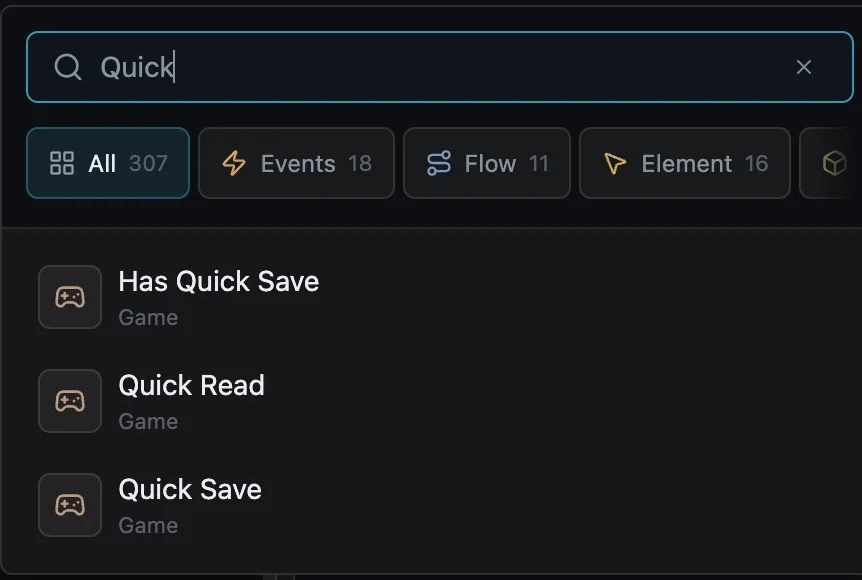 Quick
All 307 Events 18 Flow 11 Element 16
Has Quick Save
Game
Quick Read
Game
Quick Save
Game